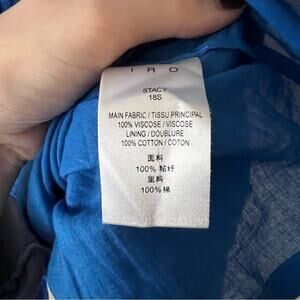 IRO
STACY
18S
MAIN FABRIC / TISSU PRINCIPAL
100% VISCOSE / VISCOSE
LINING / DOUBLURE
100% COTTON / COTON
面料
100% 粘纤
里料
100% 棉